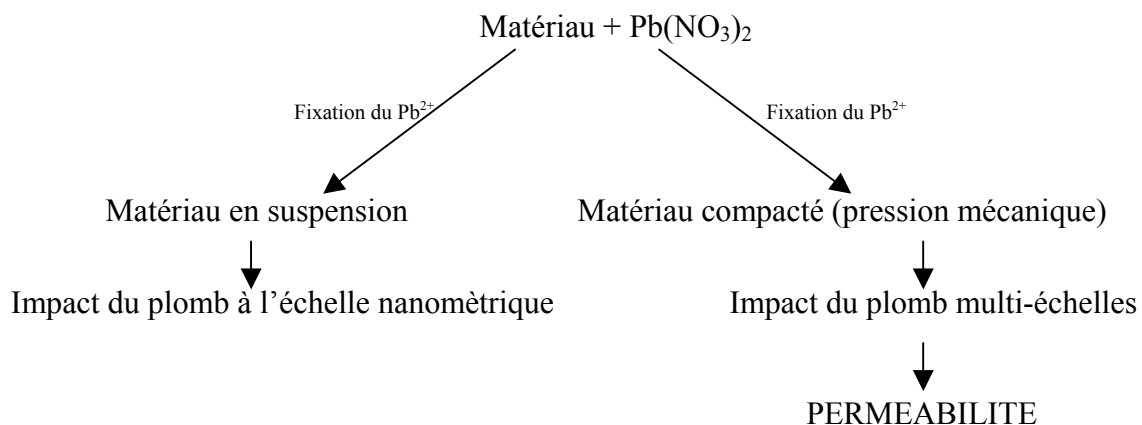 Matériau + Pb(NO₃)₂
Fixation du Pb²⁺ Fixation du Pb²⁺
Matériau en suspension Matériau compacté (pression mécanique)
Impact du plomb à l’échelle nanomètrique Impact du plomb multi-échelles
PERMEABILITE